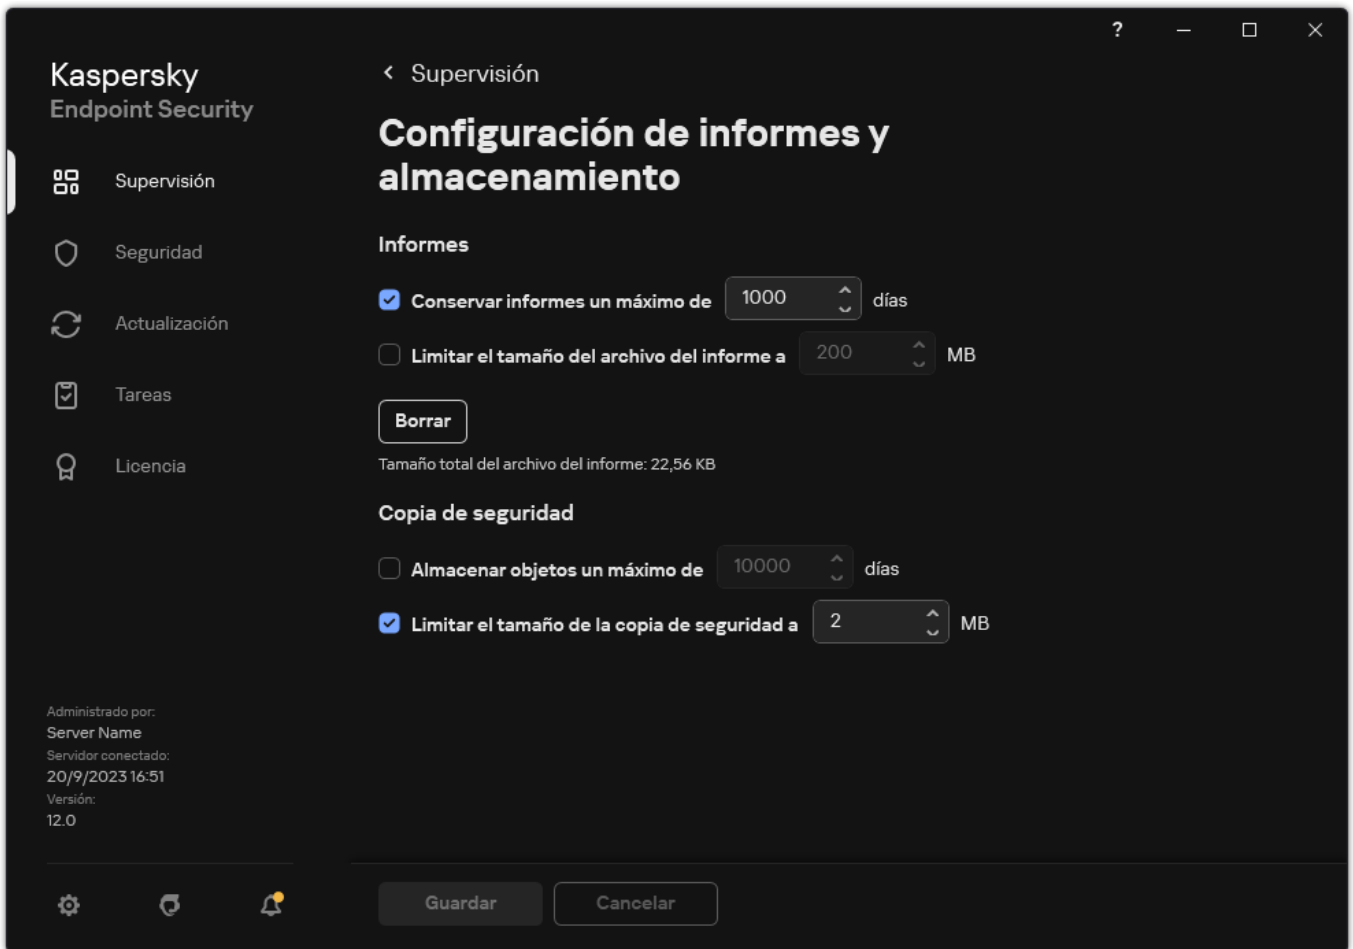 ?
Kaspersky
Endpoint Security
Supervisión
Seguridad
Actualización
Tareas
Licencia
Administrado por:
Server Name
Servidor conectado:
20/9/2023 16:51
Versión:
12.0
Supervisión
Configuración de informes y
almacenamiento
Informes
Conservar informes un máximo de 1000 días
Limitar el tamaño del archivo del informe a 200 MB
Borrar
Tamaño total del archivo del informe: 22,56 KB
Copia de seguridad
Almacenar objetos un máximo de 10000 días
Limitar el tamaño de la copia de seguridad a 2 MB
Guardar Cancelar